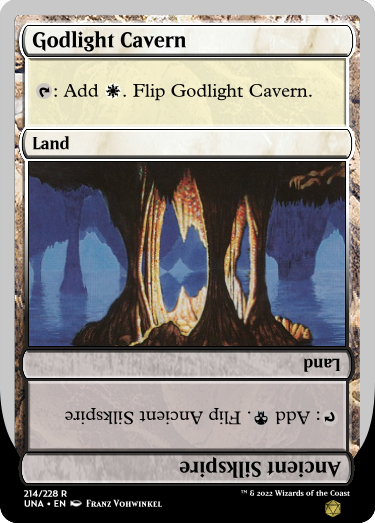 Godlight Cavern
: Add . Flip Godlight Cavern.
Land
Land
: Add . Flip Ancient Silkspire
Ancient Silkspire
214/228 R
UNA • EN Franz Vohwinkel
™ & © 2022 Wizards of the Coast